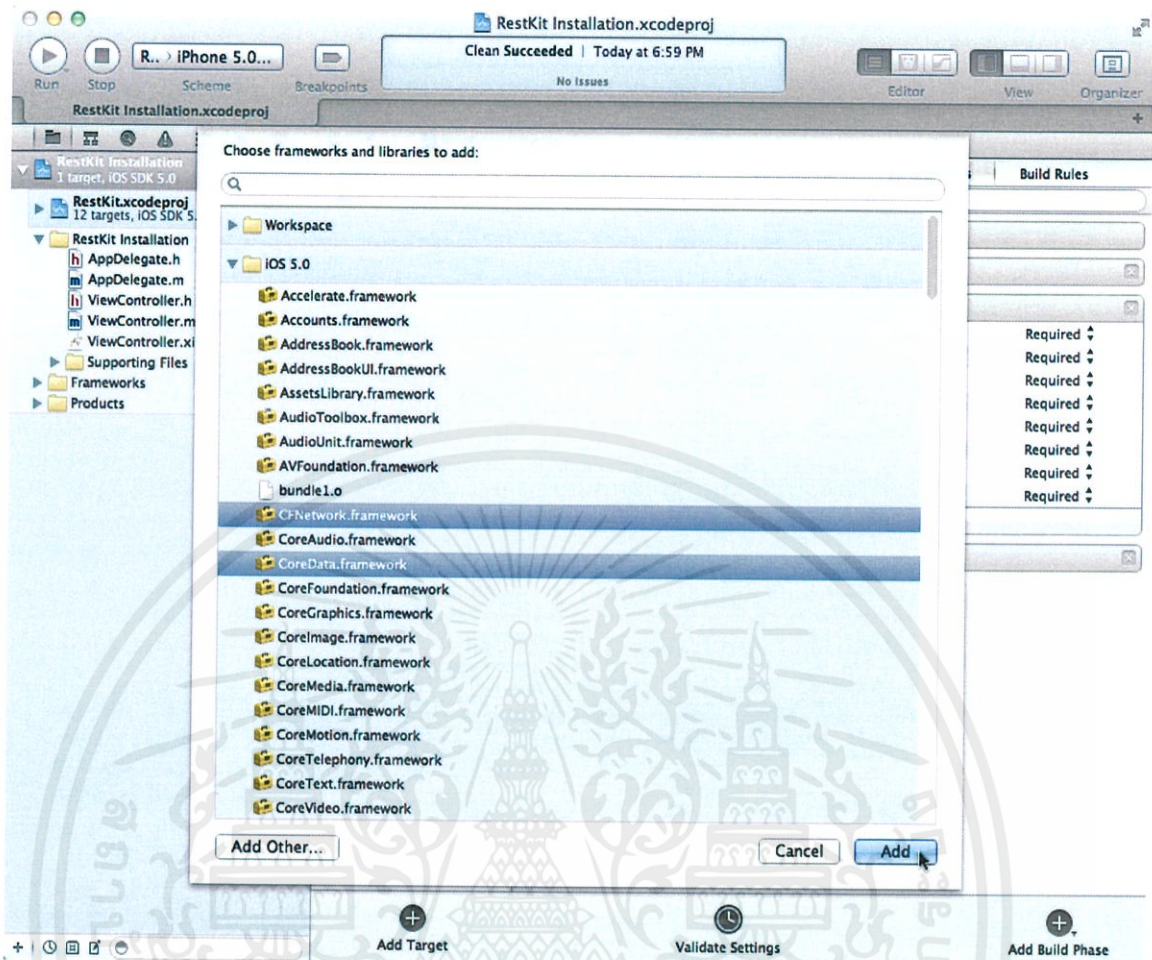 RestKit Installation.xcodeproj
R.. › iPhone 5.0...
Clean Succeeded | Today at 6:59 PM
No Issues
Run
Stop
Scheme
Breakpoints
Editor
View
Organizer
RestKit Installation.xcodeproj
RestKit Installation
1 target, iOS SDK 5.0
RestKit.xcodeproj
12 targets, iOS SDK 5.
RestKit Installation
h AppDelegate.h
m AppDelegate.m
h ViewController.h
m ViewController.m
ViewController.xi
Supporting Files
Frameworks
Products
Choose frameworks and libraries to add:
Workspace
iOS 5.0
Accelerate.framework
Accounts.framework
AddressBook.framework
AddressBookUI.framework
AssetsLibrary.framework
AudioToolbox.framework
AudioUnit.framework
AVFoundation.framework
bundle1.o
CFNetwork.framework
CoreAudio.framework
CoreData.framework
CoreFoundation.framework
CoreGraphics.framework
CoreImage.framework
CoreLocation.framework
CoreMedia.framework
CoreMIDI.framework
CoreMotion.framework
CoreTelephony.framework
CoreText.framework
CoreVideo.framework
Add Other...
Cancel
Add
Build Rules
Required
Required
Required
Required
Required
Required
Required
Required
Add Target
Validate Settings
Add Build Phase